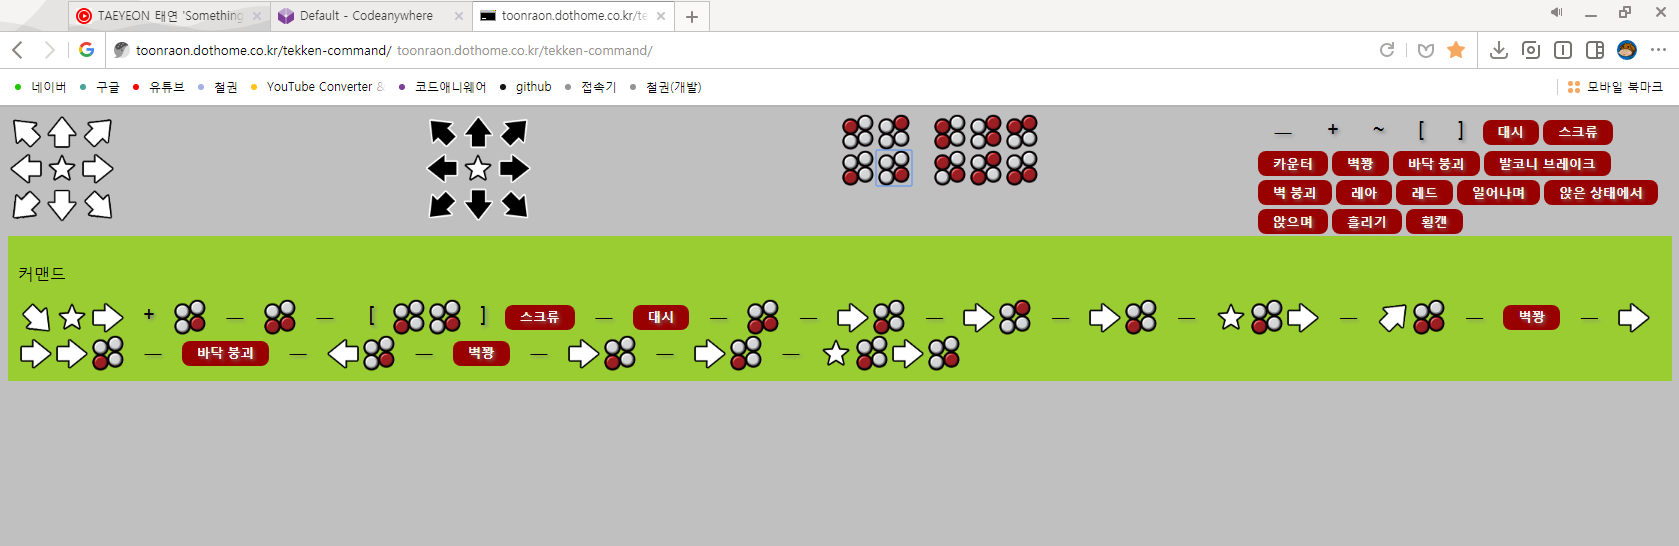 TAEYEON 태연 'Something
Default - Codeanywhere
toonraon.dothome.co.kr/te
toonraon.dothome.co.kr/tekken-command/ toonraon.dothome.co.kr/tekken-command/
네이버 구글 유튜브 철권 YouTube Converter & 코드애니웨어 github 접속기 철권(개발) 모바일 북마크
— + ~ [ ] 대시 스크류
카운터 벽꽝 바닥 붕괴 발코니 브레이크
벽 붕괴 레아 레드 일어나며 앉은 상태에서
앉으며 흘리기 횡캔
커맨드
+ — — [ ] 스크류 — 대시 — — — — — — — 벽꽝 —
— 바닥 붕괴 — — 벽꽝 — — —